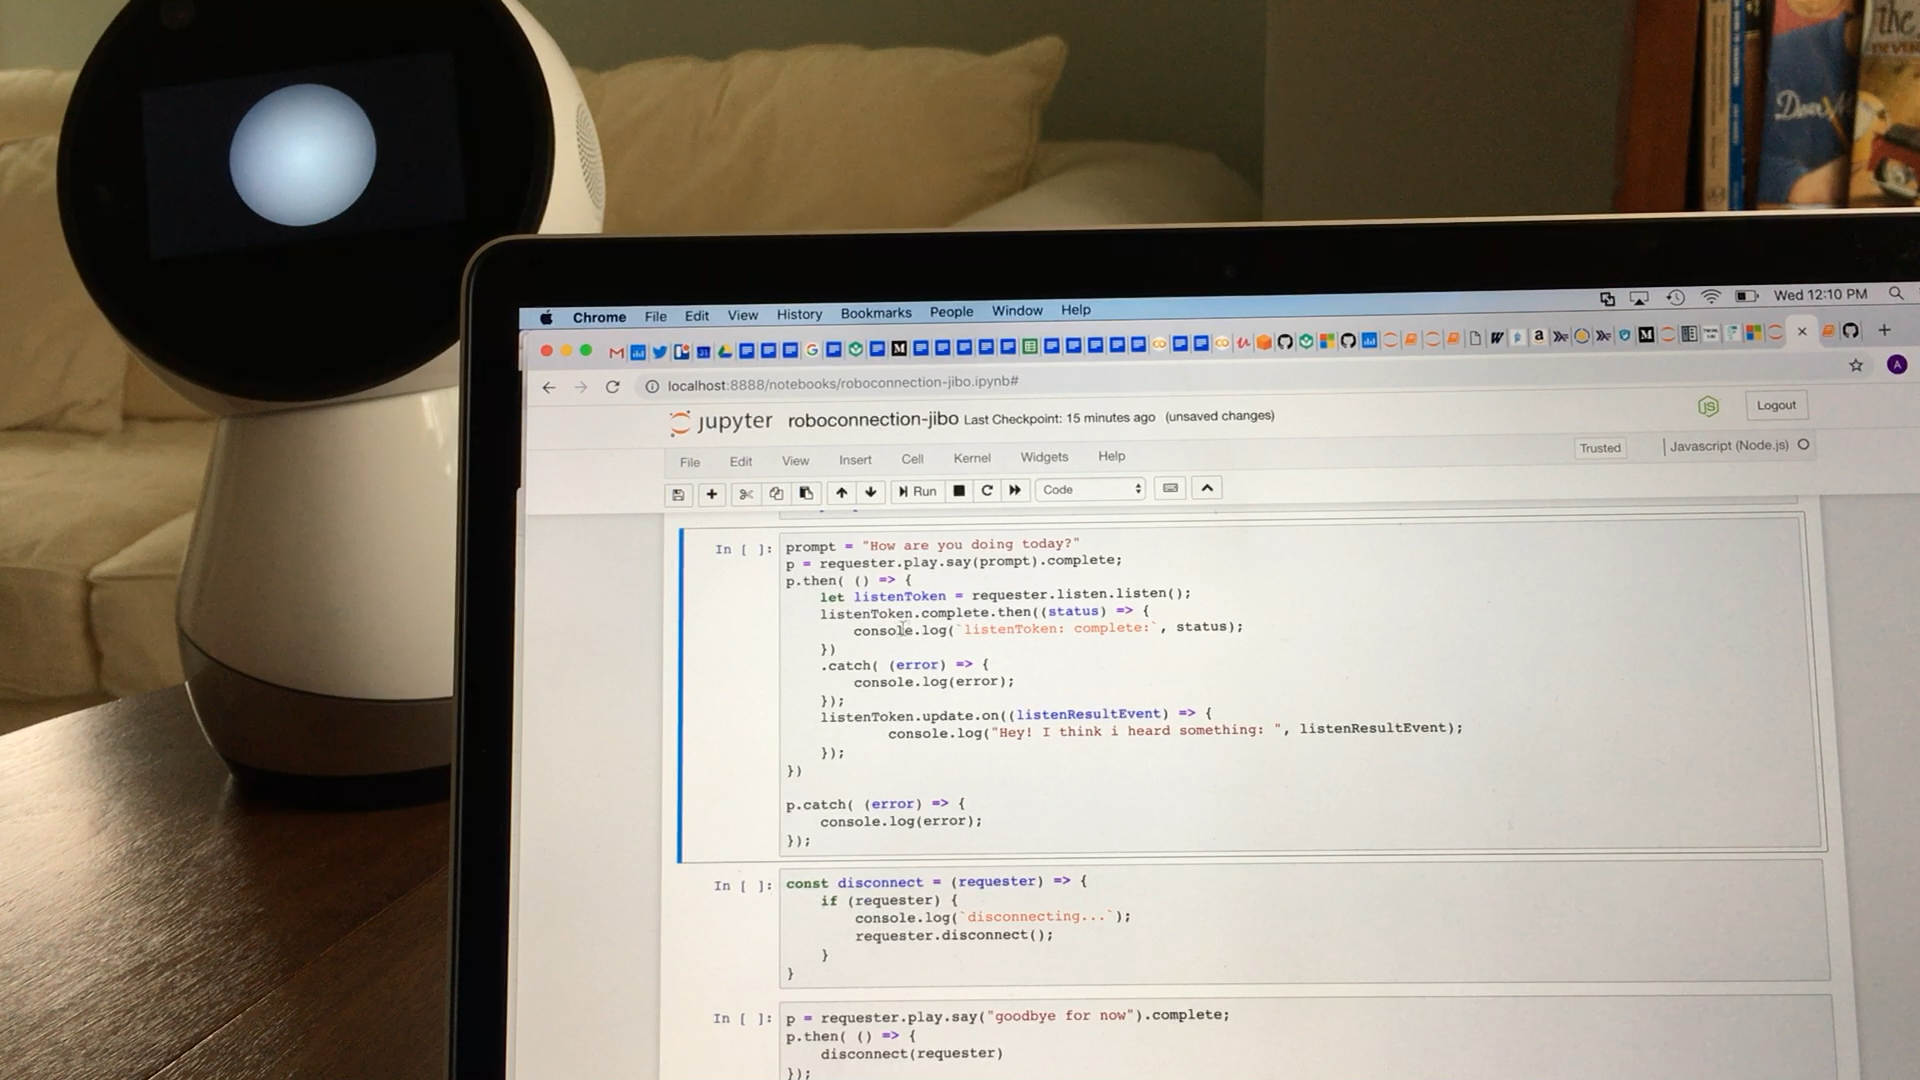 the
Dear
Chrome File Edit View History Bookmarks People Window Help
Wed 12:10 PM
localhost:8888/notebooks/roboconnection-jibo.ipynb#
A
jupyter roboconnection-jibo Last Checkpoint: 15 minutes ago (unsaved changes)
JS
Logout
File Edit View Insert Cell Kernel Widgets Help
Trusted
Javascript (Node.js)
Run
Code
In [ ]: prompt = "How are you doing today?"
p = requester.play.say(prompt).complete;
p.then( () => {
let listenToken = requester.listen.listen();
listenToken.complete.then((status) => {
console.log(`listenToken: complete:`, status);
})
.catch( (error) => {
console.log(error);
});
listenToken.update.on((listenResultEvent) => {
console.log("Hey! I think i heard something: ", listenResultEvent);
});
})
p.catch( (error) => {
console.log(error);
});
In [ ]: const disconnect = (requester) => {
if (requester) {
console.log(`disconnecting...`);
requester.disconnect();
}
}
In [ ]: p = requester.play.say("goodbye for now").complete;
p.then( () => {
disconnect(requester)
});